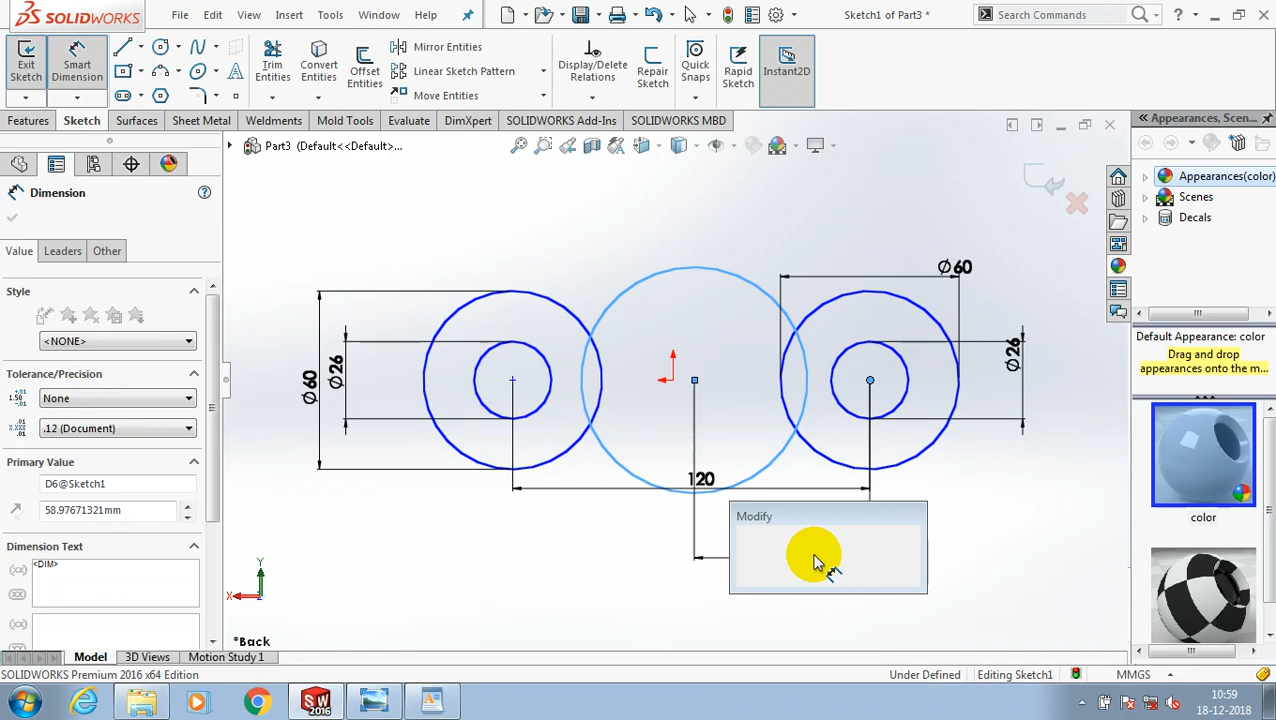 SOLIDWORKS
File Edit View Insert Tools Window Help
Sketch1 of Part3 *
Search Commands
?
Exit Sketch
Smart Dimension
Trim Entities
Convert Entities
Offset Entities
Mirror Entities
Linear Sketch Pattern
Move Entities
Display/Delete Relations
Repair Sketch
Quick Snaps
Rapid Sketch
Instant2D
Features Sketch Surfaces Sheet Metal Weldments Mold Tools Evaluate DimXpert SOLIDWORKS Add-Ins SOLIDWORKS MBD
Part3 (Default<<Default>...
Dimension
?
Value Leaders Other
Style
<NONE>
Tolerance/Precision
1.50 +.01 -.01
None
.12 (Document)
Primary Value
D6@Sketch1
58.97671321mm
Dimension Text
<DIM>
Ø60
Ø26
Ø60
Ø26
120
Modify
Y
X
*Back
Appearances, Scen...
Appearances(color)
Scenes
Decals
Default Appearance: color
Drag and drop
appearances onto the m...
color
Model 3D Views Motion Study 1
SOLIDWORKS Premium 2016 x64 Edition
Under Defined Editing Sketch1 MMGS
SW
2016
10:59
18-12-2018